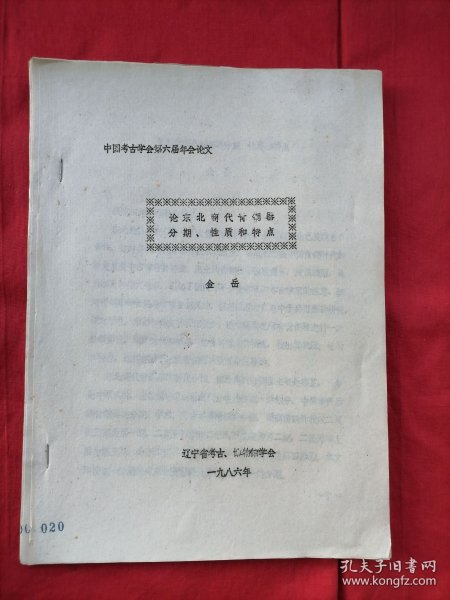 中国考古学会第六届年会论文
论东北商代青铜器
分期、性质和特点
金岳
辽宁省考古、博物馆学会
一九八六年
020
孔夫子旧书网
www.kongfz.com